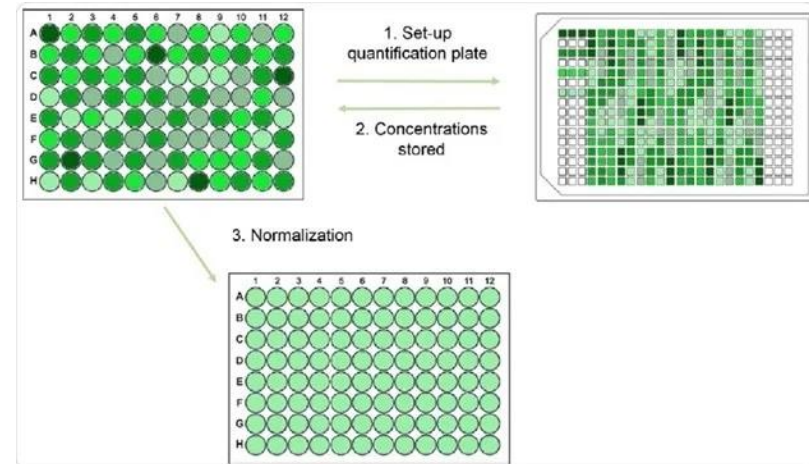 1 2 3 4 5 6 7 8 9 10 11 12
A
B
C
D
E
F
G
H
1. Set-up
quantification plate
2. Concentrations
stored
3. Normalization
1 2 3 4 5 6 7 8 9 10 11 12
A
B
C
D
E
F
G
H